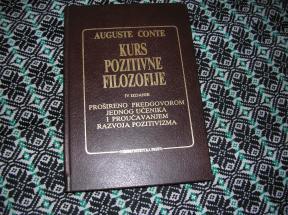 AUGUSTE CONTE
KURS
POZITIVNE
FILOZOFIJE
IV IZDANJE
PROŠIRENO PREDGOVOROM
JEDNOG UČENIKA
I PROUČAVANJEM
RAZVOJA POZITIVIZMA